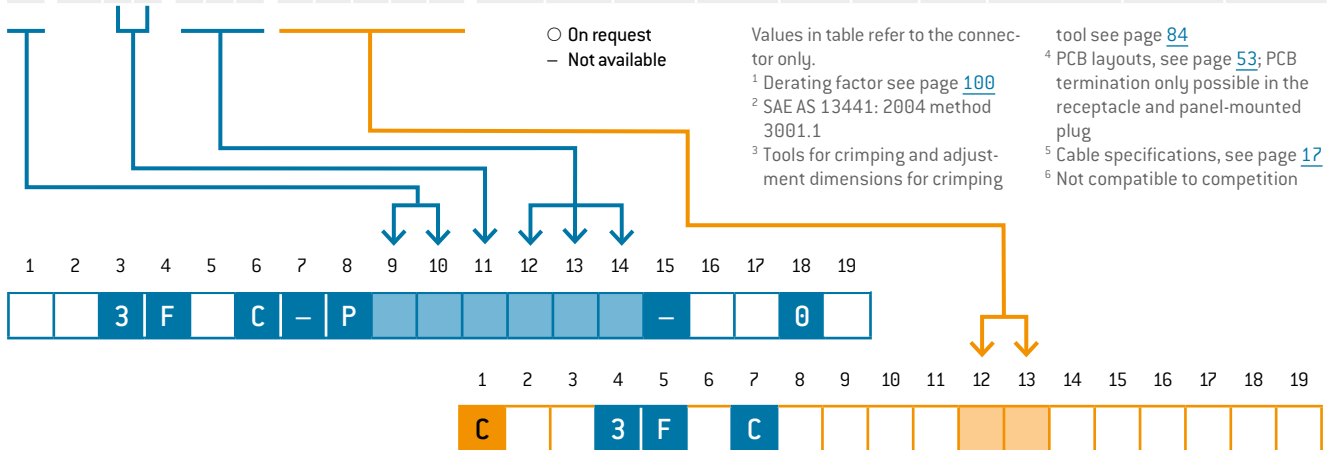 ○ On request
– Not available
Values in table refer to the connec-
tor only.
¹ Derating factor see page 100
² SAE AS 13441: 2004 method
3001.1
³ Tools for crimping and adjust-
ment dimensions for crimping
tool see page 84
⁴ PCB layouts, see page 53; PCB
termination only possible in the
receptacle and panel-mounted
plug
⁵ Cable specifications, see page 17
⁶ Not compatible to competition
1 2 3 4 5 6 7 8 9 10 11 12 13 14 15 16 17 18 19
3 F C – P – 0
1 2 3 4 5 6 7 8 9 10 11 12 13 14 15 16 17 18 19
C 3 F C